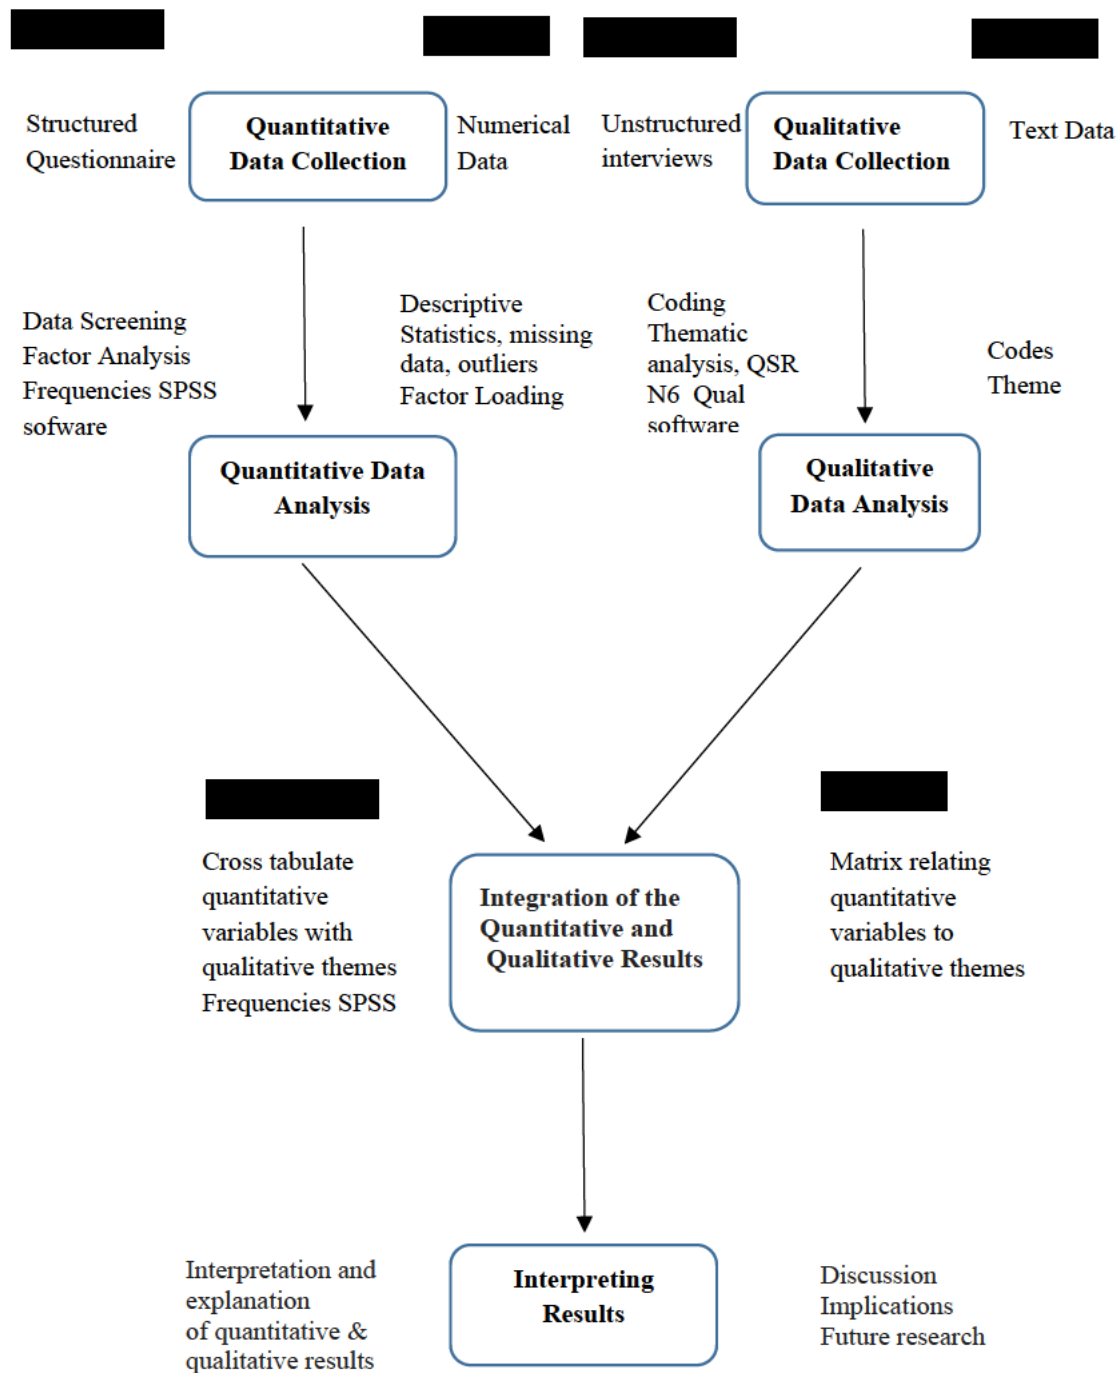 Structured
Questionnaire
Quantitative
Data Collection
Numerical
Data
Unstructured
interviews
Qualitative
Data Collection
Text Data
Data Screening
Factor Analysis
Frequencies SPSS
sofware
Descriptive
Statistics, missing
data, outliers
Factor Loading
Coding
Thematic
analysis, QSR
N6 Qual
software
Codes
Theme
Quantitative Data
Analysis
Qualitative
Data Analysis
Cross tabulate
quantitative
variables with
qualitative themes
Frequencies SPSS
Integration of the
Quantitative and
Qualitative Results
Matrix relating
quantitative
variables to
qualitative themes
Interpretation and
explanation
of quantitative &
qualitative results
Interpreting
Results
Discussion
Implications
Future research